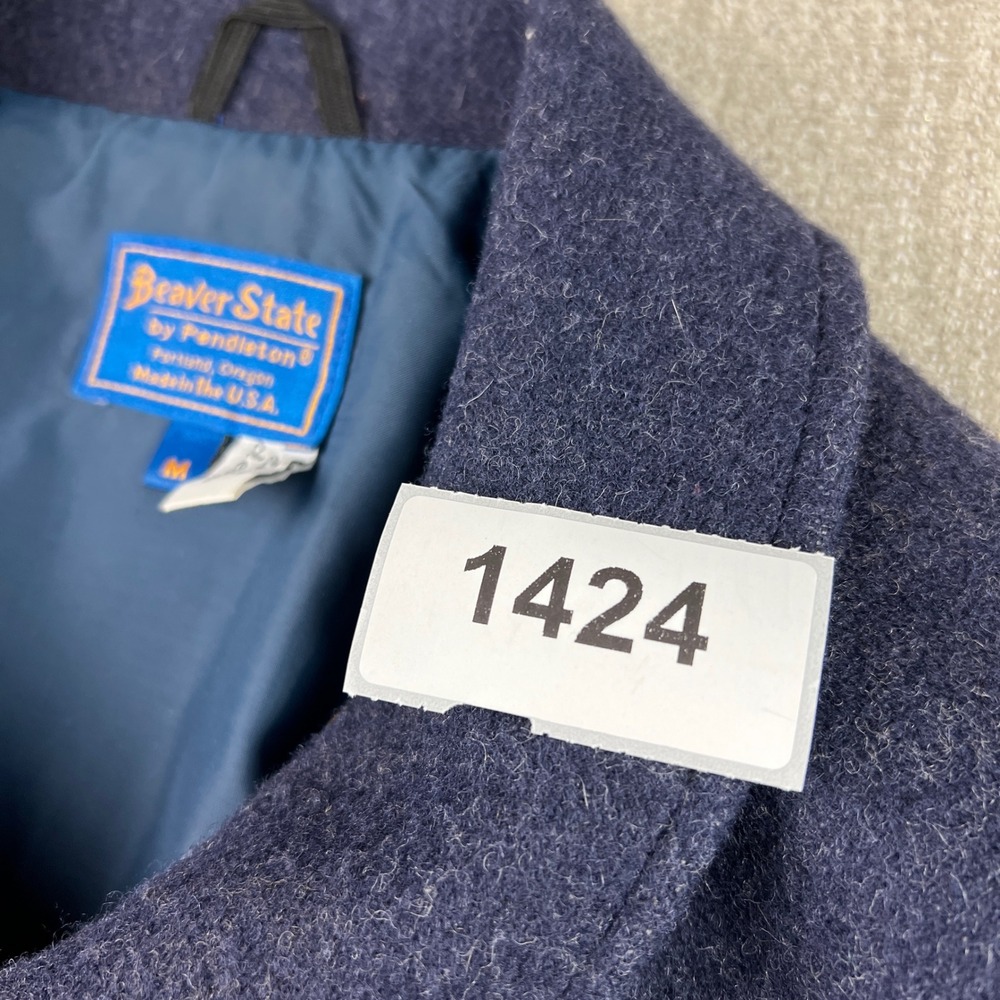 Beaver State
by Pendleton®
Portland, Oregon
Made in the U.S.A.
M
1424